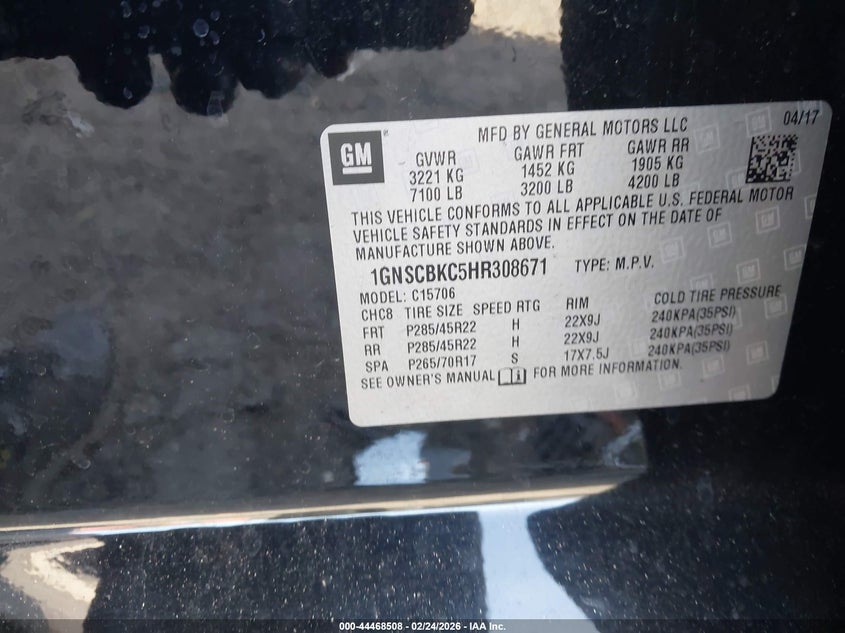 04/17
MFD BY GENERAL MOTORS LLC
GM
GVWR GAWR FRT GAWR RR
3221 KG 1452 KG 1905 KG
7100 LB 3200 LB 4200 LB
THIS VEHICLE CONFORMS TO ALL APPLICABLE U.S. FEDERAL MOTOR
VEHICLE SAFETY STANDARDS IN EFFECT ON THE DATE OF
MANUFACTURE SHOWN ABOVE.
1GNSCBKC5HR308671 TYPE: M.P.V.
MODEL: C15706
CHC8 TIRE SIZE SPEED RTG RIM COLD TIRE PRESSURE
FRT P285/45R22 H 22X9J 240KPA(35PSI)
RR P285/45R22 H 22X9J 240KPA(35PSI)
SPA P265/70R17 S 17X7.5J 240KPA(35PSI)
SEE OWNER'S MANUAL FOR MORE INFORMATION.
000-44468508 - 02/24/2026 - IAA Inc.